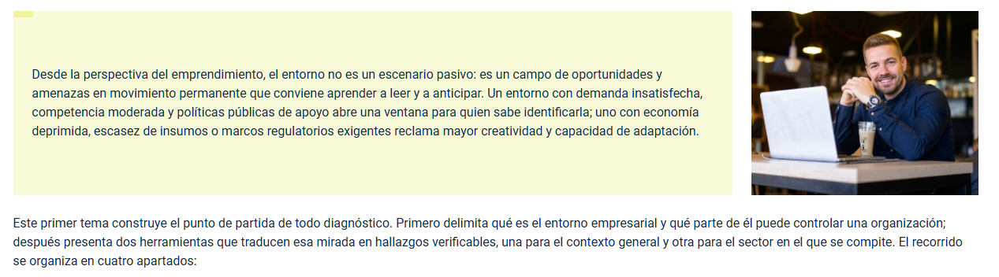 Desde la perspectiva del emprendimiento, el entorno no es un escenario pasivo: es un campo de oportunidades y
amenazas en movimiento permanente que conviene aprender a leer y a anticipar. Un entorno con demanda insatisfecha,
competencia moderada y políticas públicas de apoyo abre una ventana para quien sabe identificarla; uno con economía
deprimida, escasez de insumos o marcos regulatorios exigentes reclama mayor creatividad y capacidad de adaptación.
Este primer tema construye el punto de partida de todo diagnóstico. Primero delimita qué es el entorno empresarial y qué parte de él puede controlar una organización;
después presenta dos herramientas que traducen esa mirada en hallazgos verificables, una para el contexto general y otra para el sector en el que se compite. El recorrido
se organiza en cuatro apartados: